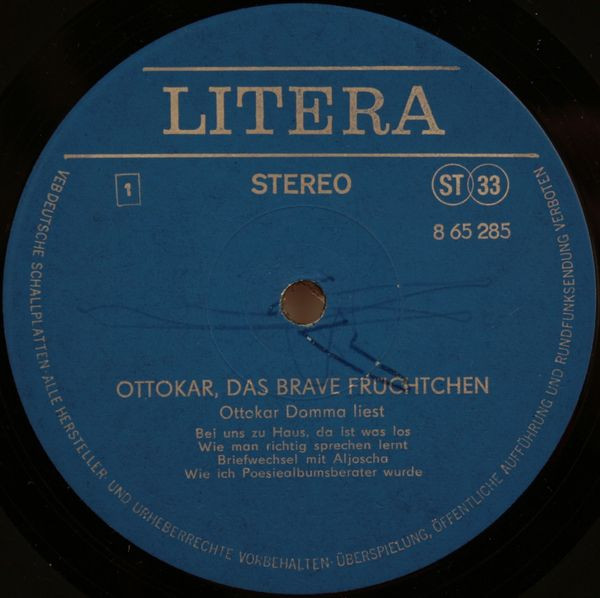 LITERA
1
STEREO
ST 33
8 65 285
OTTOKAR, DAS BRAVE FRÜCHTCHEN
Ottokar Domma liest
Bei uns zu Haus, da ist was los
Wie man richtig sprechen lernt
Briefwechsel mit Aljoscha
Wie ich Poesiealbumsberater wurde
VEB DEUTSCHE SCHALLPLATTEN · ALLE HERSTELLER- UND URHEBERRECHTE VORBEHALTEN · ÜBERSPIELUNG, ÖFFENTLICHE AUFFÜHRUNG UND RUNDFUNKSENDUNG VERBOTEN